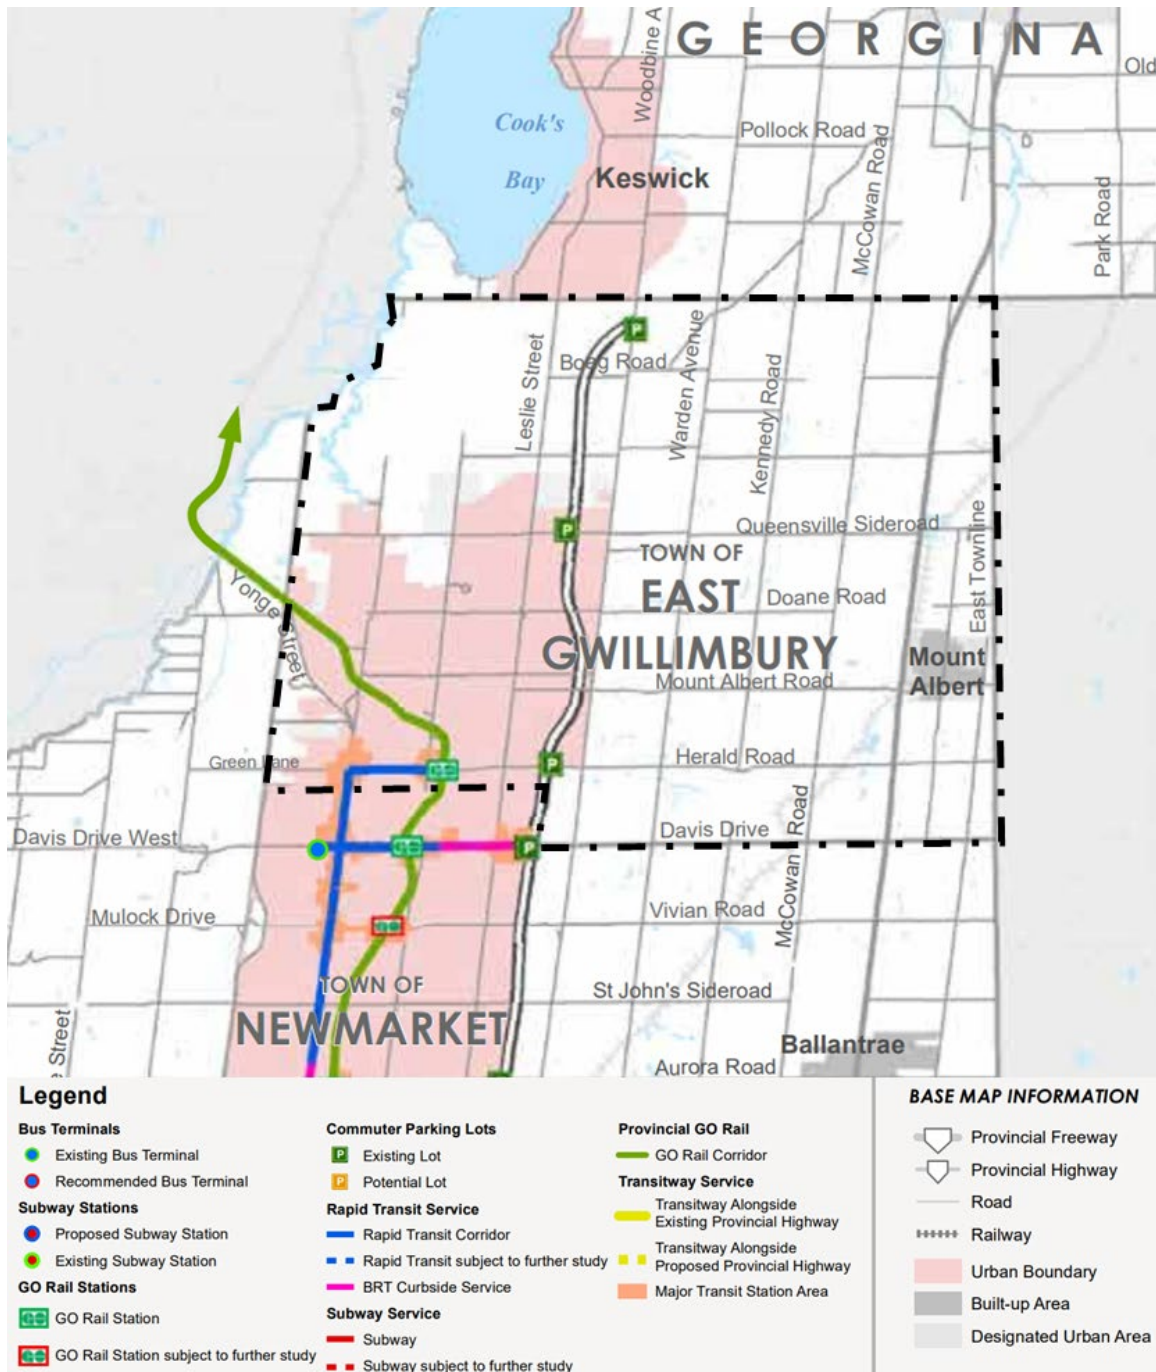 GEORGINA
Woodbine A
Old
Cook's
Bay
Pollock Road
Keswick
McCowan Road
Park Road
P
Leslie Street
Boag Road
Warden Avenue
Kennedy Road
P
Queensville Sideroad
East Townline
TOWN OF
EAST
GWILLIMBURY
Doane Road
Yonge Street
Mount Albert Road
Mount
Albert
Green Lane
GO
P
Herald Road
Davis Drive West
GO
P
Davis Drive
McCowan Road
Mulock Drive
GO
Vivian Road
TOWN OF
NEWMARKET
St John's Sideroad
e Street
Ballantrae
Aurora Road
Legend
Bus Terminals
Existing Bus Terminal
Recommended Bus Terminal
Subway Stations
Proposed Subway Station
Existing Subway Station
GO Rail Stations
GO GO Rail Station
GO GO Rail Station subject to further study
Commuter Parking Lots
P Existing Lot
P Potential Lot
Rapid Transit Service
Rapid Transit Corridor
Rapid Transit subject to further study
BRT Curbside Service
Subway Service
Subway
Subway subject to further study
Provincial GO Rail
GO Rail Corridor
Transitway Service
Transitway Alongside
Existing Provincial Highway
Transitway Alongside
Proposed Provincial Highway
Major Transit Station Area
BASE MAP INFORMATION
Provincial Freeway
Provincial Highway
Road
Railway
Urban Boundary
Built-up Area
Designated Urban Area